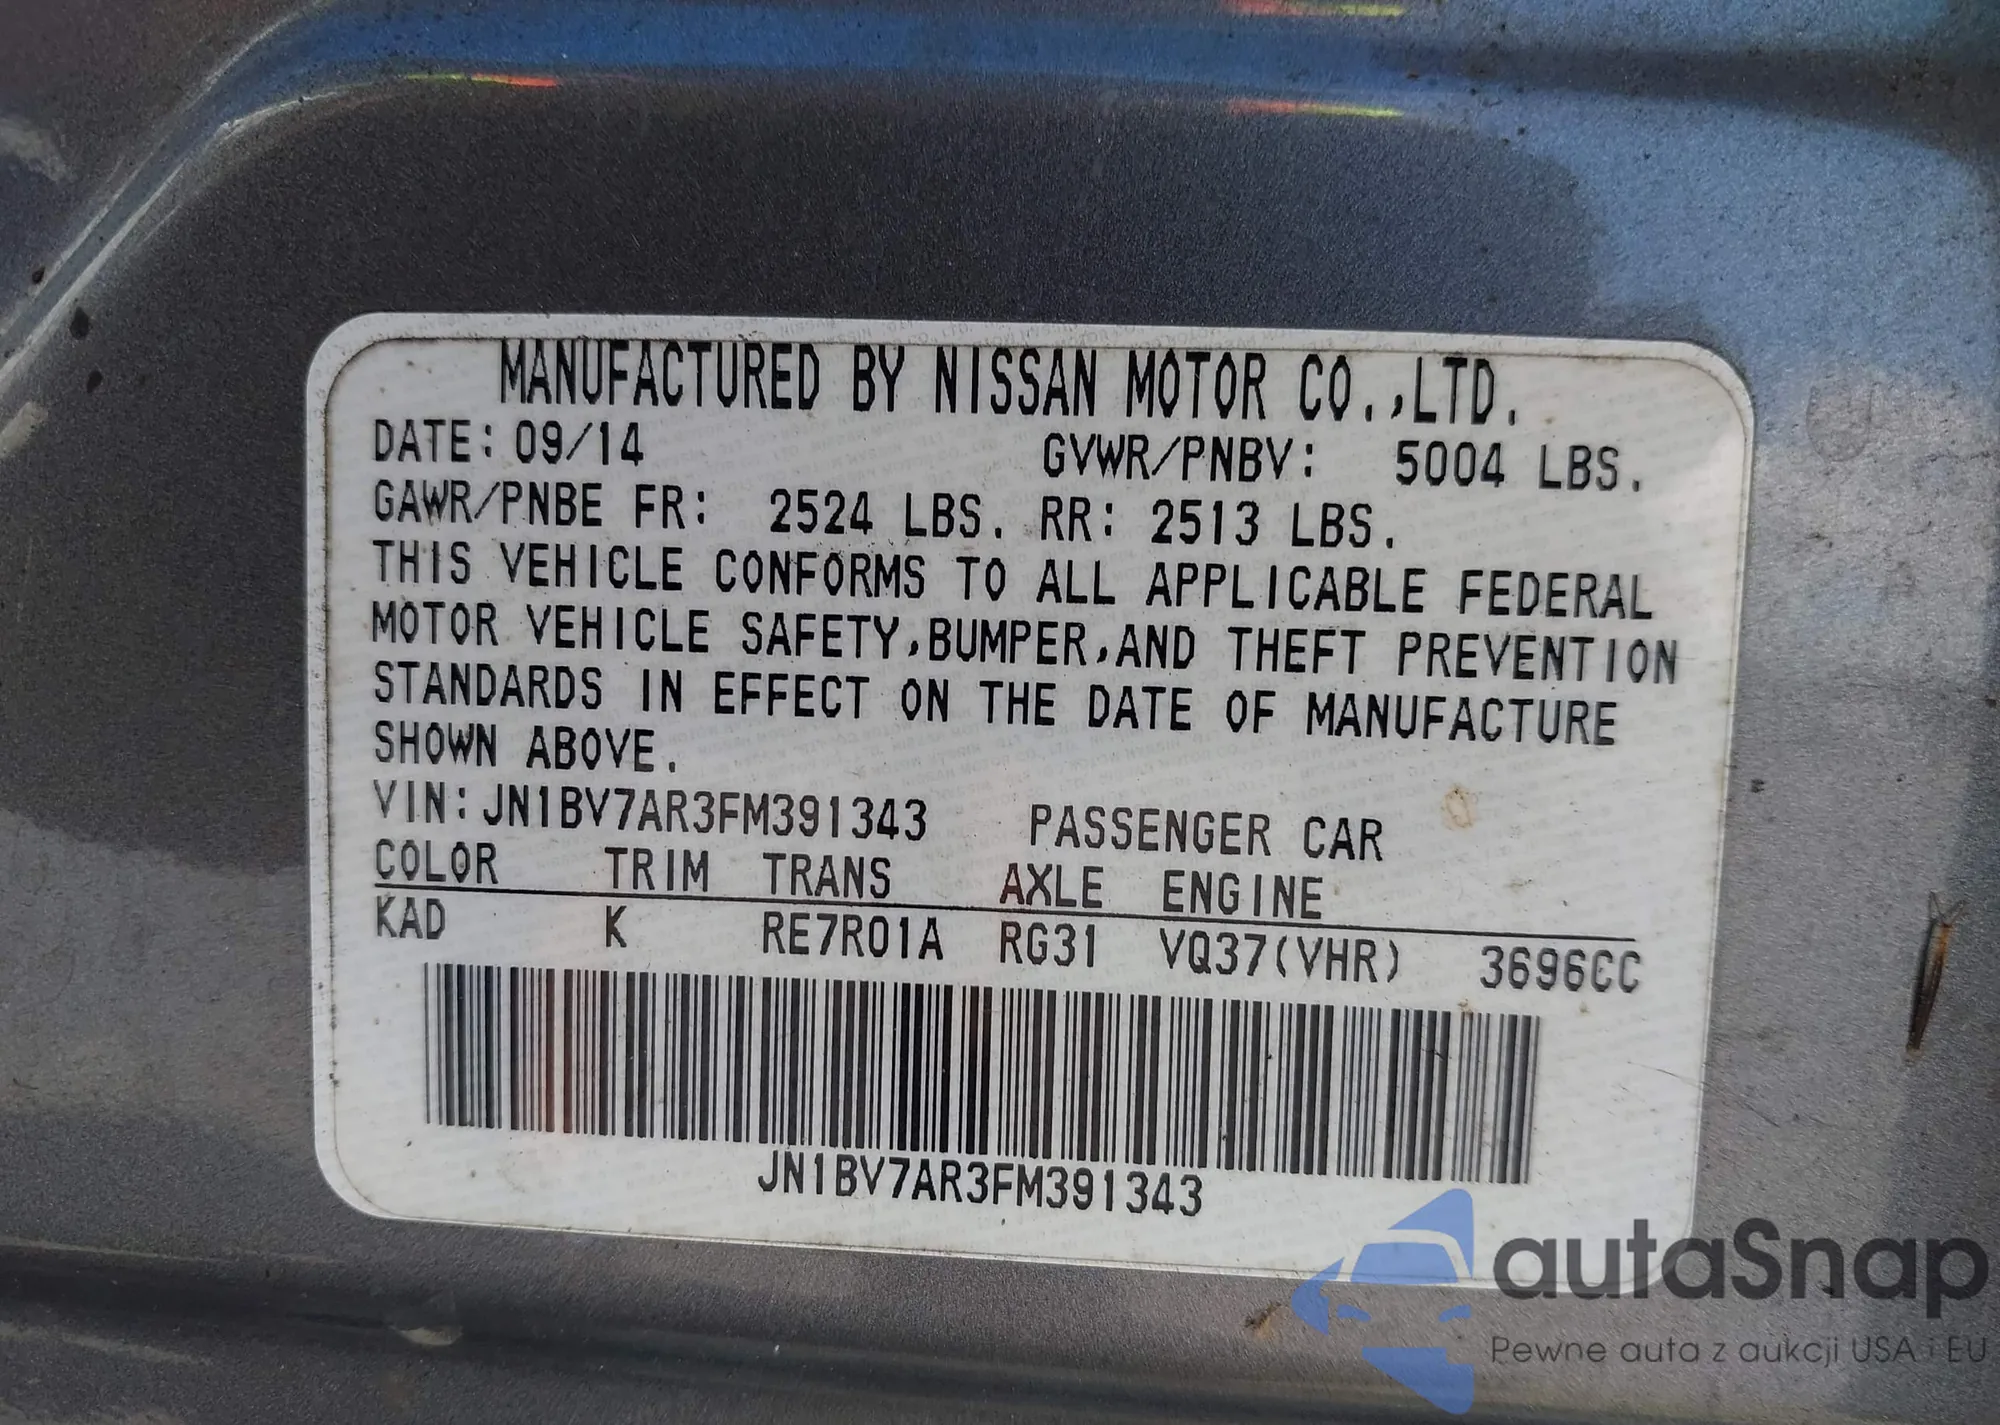 MANUFACTURED BY NISSAN MOTOR CO.,LTD.
DATE: 09/14 GVWR/PNBV: 5004 LBS.
GAWR/PNBE FR: 2524 LBS. RR: 2513 LBS.
THIS VEHICLE CONFORMS TO ALL APPLICABLE FEDERAL
MOTOR VEHICLE SAFETY,BUMPER,AND THEFT PREVENTION
STANDARDS IN EFFECT ON THE DATE OF MANUFACTURE
SHOWN ABOVE.
VIN: JN1BV7AR3FM391343 PASSENGER CAR
COLOR TRIM TRANS AXLE ENGINE
KAD K RE7R01A RG31 VQ37(VHR) 3696CC
JN1BV7AR3FM391343
autaSnap
Pewne auta z aukcji USA i EU